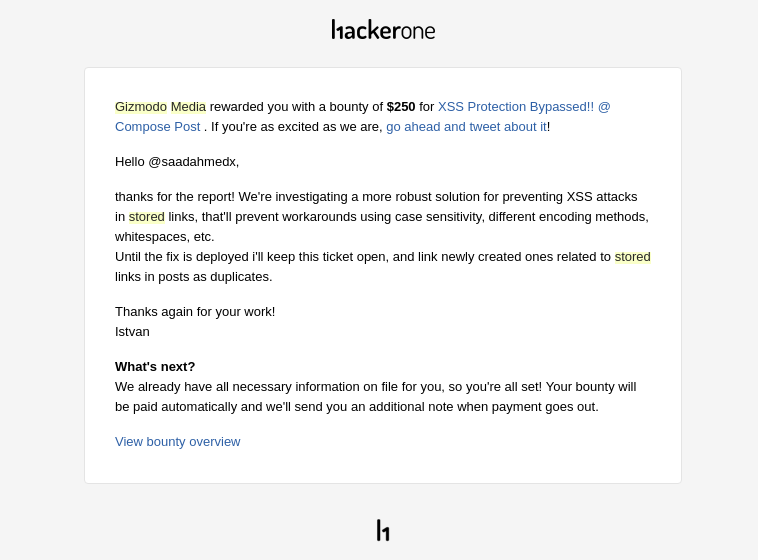 hackerone
Gizmodo Media rewarded you with a bounty of $250 for XSS Protection Bypassed!! @
Compose Post . If you're as excited as we are, go ahead and tweet about it!
Hello @saadahmedx,
thanks for the report! We're investigating a more robust solution for preventing XSS attacks
in stored links, that'll prevent workarounds using case sensitivity, different encoding methods,
whitespaces, etc.
Until the fix is deployed i'll keep this ticket open, and link newly created ones related to stored
links in posts as duplicates.
Thanks again for your work!
Istvan
What's next?
We already have all necessary information on file for you, so you're all set! Your bounty will
be paid automatically and we'll send you an additional note when payment goes out.
View bounty overview
h1